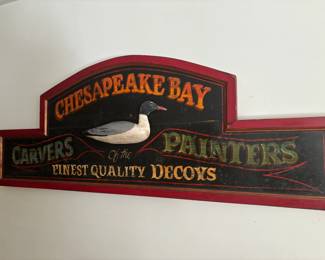 CHESAPEAKE BAY
CARVERS of the PAINTERS
FINEST QUALITY DECOYS